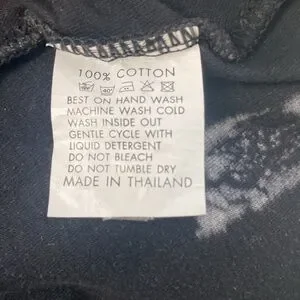 100% COTTON
40°
BEST ON HAND WASH
MACHINE WASH COLD
WASH INSIDE OUT
GENTLE CYCLE WITH
LIQUID DETERGENT
DO NOT BLEACH
DO NOT TUMBLE DRY
MADE IN THAILAND